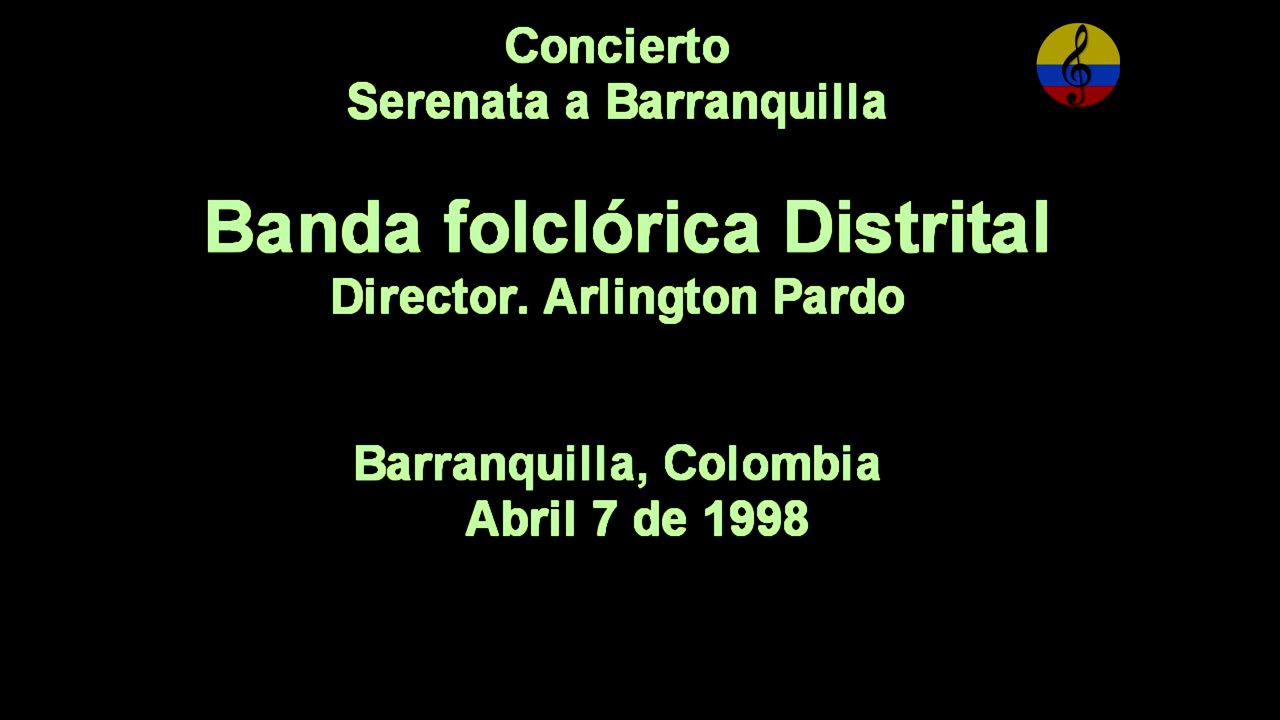 Concierto
Serenata a Barranquilla
Banda folclórica Distrital
Director. Arlington Pardo
Barranquilla, Colombia
Abril 7 de 1998